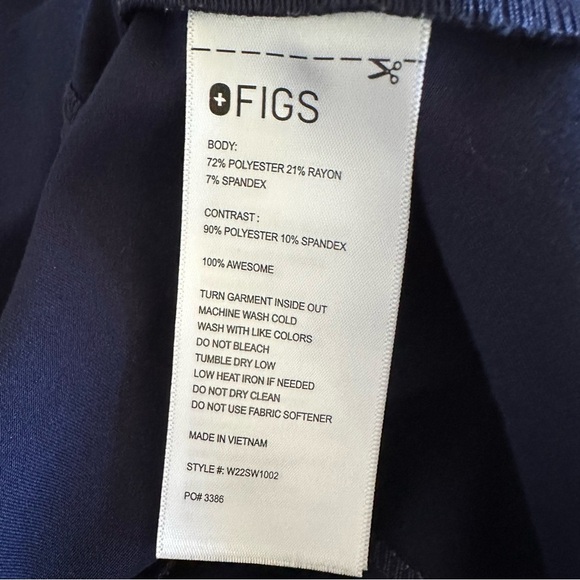 FIGS
BODY:
72% POLYESTER 21% RAYON
7% SPANDEX
CONTRAST :
90% POLYESTER 10% SPANDEX
100% AWESOME
TURN GARMENT INSIDE OUT
MACHINE WASH COLD
WASH WITH LIKE COLORS
DO NOT BLEACH
TUMBLE DRY LOW
LOW HEAT IRON IF NEEDED
DO NOT DRY CLEAN
DO NOT USE FABRIC SOFTENER
MADE IN VIETNAM
STYLE #: W22SW1002
PO# 3386